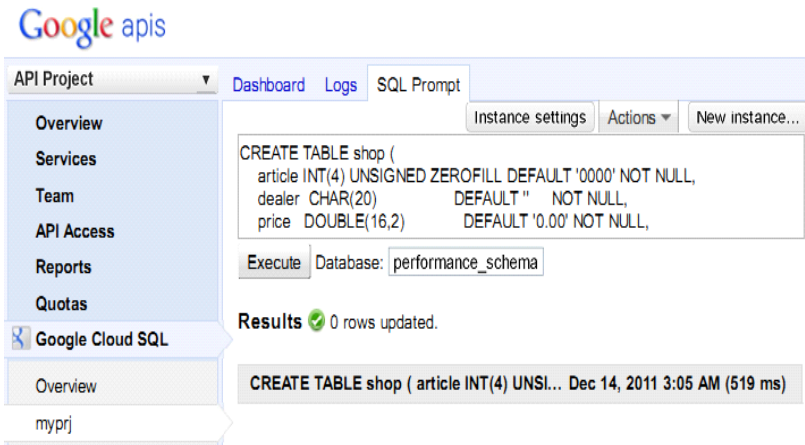 Google apis
API Project
Dashboard Logs SQL Prompt
Instance settings Actions New instance...
Overview
Services
Team
API Access
Reports
Quotas
Google Cloud SQL
Overview
myprj
CREATE TABLE shop (
article INT(4) UNSIGNED ZEROFILL DEFAULT '0000' NOT NULL,
dealer CHAR(20) DEFAULT '' NOT NULL,
price DOUBLE(16,2) DEFAULT '0.00' NOT NULL,
Execute Database: performance_schema
Results 0 rows updated.
CREATE TABLE shop ( article INT(4) UNSI... Dec 14, 2011 3:05 AM (519 ms)